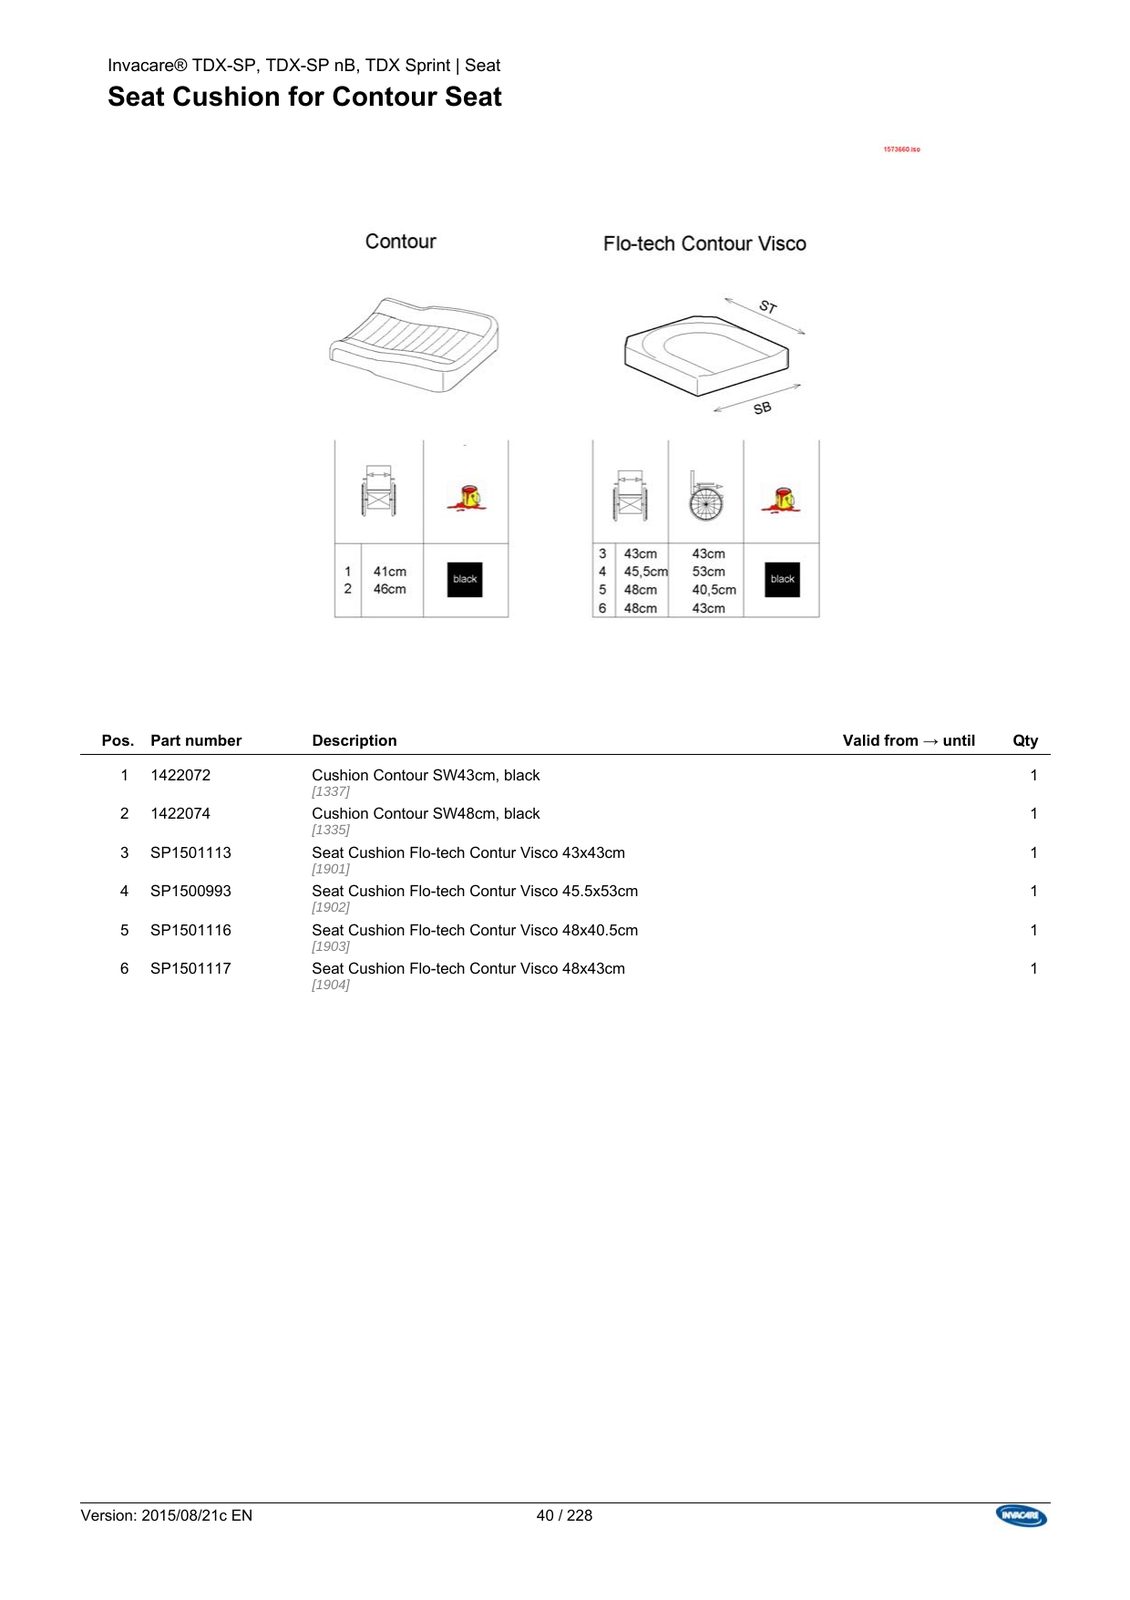 Invacare® TDX-SP, TDX-SP nB, TDX Sprint | Seat
Seat Cushion for Contour Seat
1573660.iso
Contour
Flo-tech Contour Visco
ST
SB
black
1 41cm
2 46cm
3 43cm 43cm
4 45,5cm 53cm
5 48cm 40,5cm
6 48cm 43cm
black
Pos. Part number Description Valid from → until Qty
1 1422072 Cushion Contour SW43cm, black 1
[1337]
2 1422074 Cushion Contour SW48cm, black 1
[1335]
3 SP1501113 Seat Cushion Flo-tech Contur Visco 43x43cm 1
[1901]
4 SP1500993 Seat Cushion Flo-tech Contur Visco 45.5x53cm 1
[1902]
5 SP1501116 Seat Cushion Flo-tech Contur Visco 48x40.5cm 1
[1903]
6 SP1501117 Seat Cushion Flo-tech Contur Visco 48x43cm 1
[1904]
Version: 2015/08/21c EN 40 / 228 INVACARE